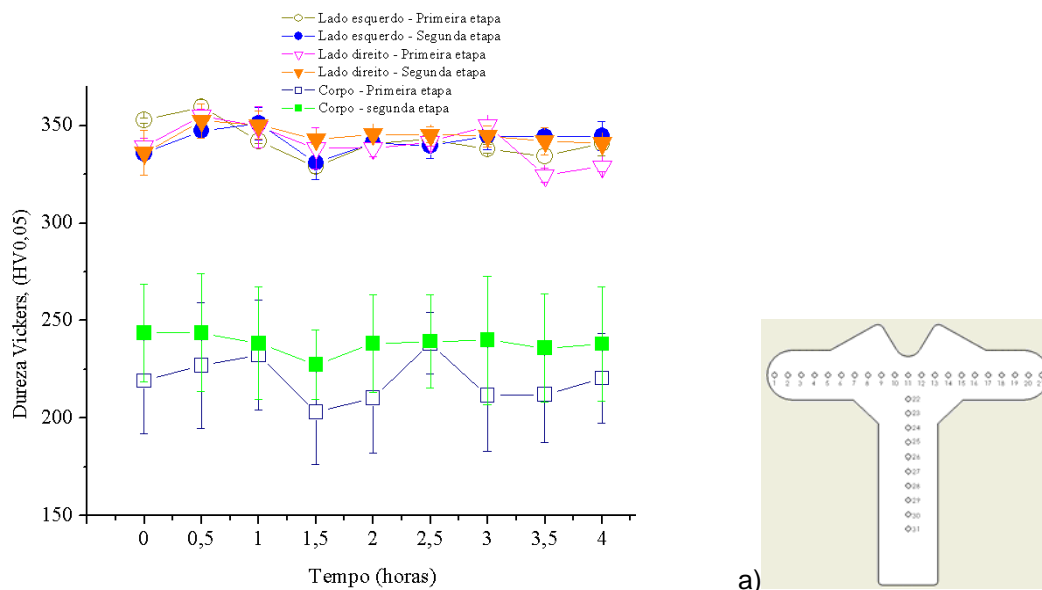 Lado esquerdo - Primeira etapa
Lado esquerdo - Segunda etapa
Lado direito - Primeira etapa
Lado direito - Segunda etapa
Corpo - Primeira etapa
Corpo - segunda etapa
Dureza Vickers, (HV0,05)
350
300
250
200
150
0 0,5 1 1,5 2 2,5 3 3,5 4
Tempo (horas)
a)
1 2 3 4 5 6 7 8 9 10 11 12 13 14 15 16 17 18 19 20
22
23
24
25
26
27
28
29
30
31